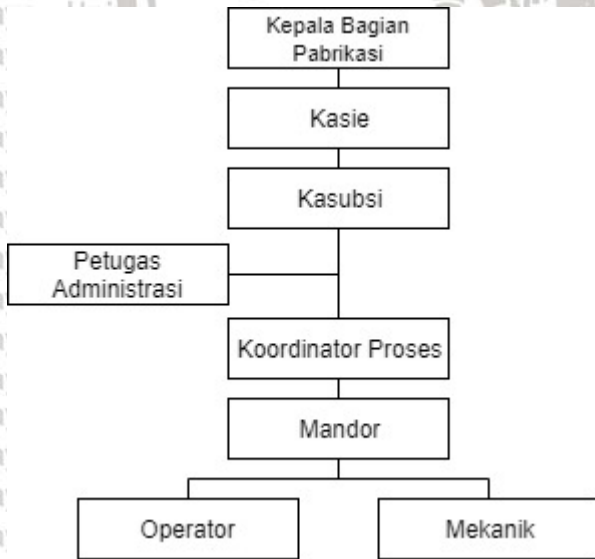 Kepala Bagian
Pabrikasi
Kasie
Kasubsi
Petugas
Administrasi
Koordinator Proses
Mandor
Operator
Mekanik